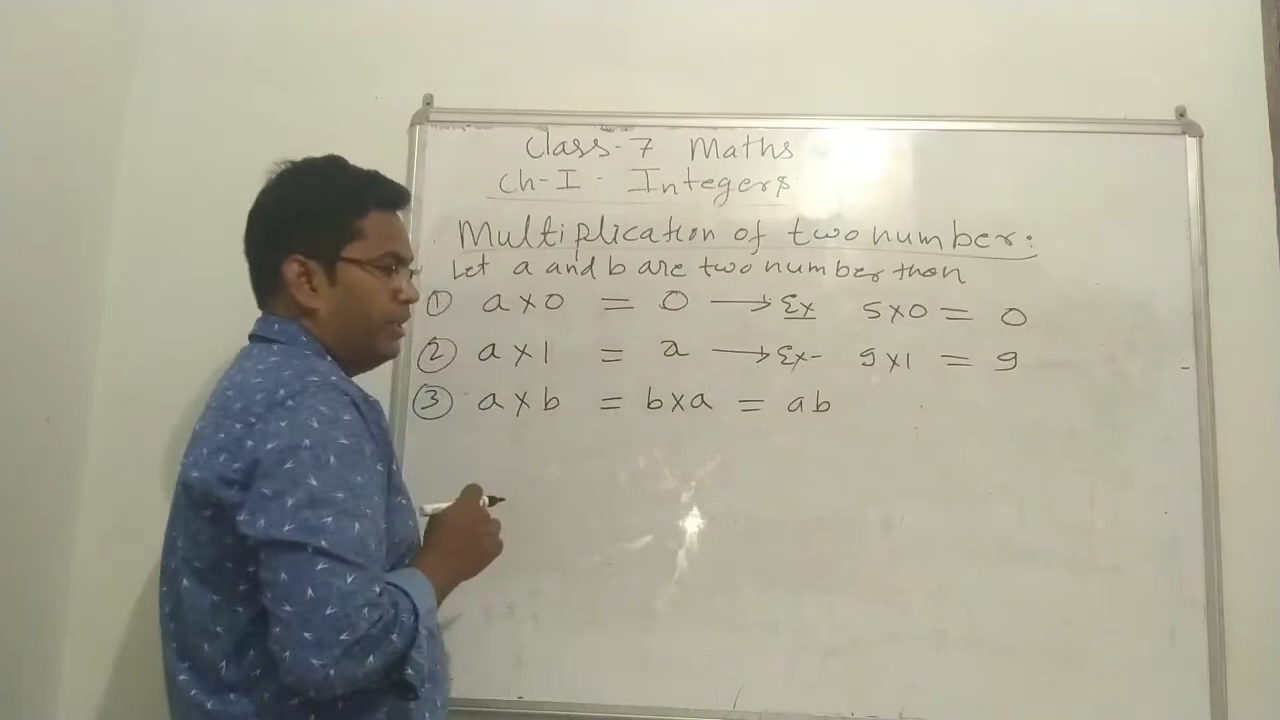 Class-7 Maths
Ch-I - Integers
Multiplication of two number:
Let a and b are two number then
① a x 0 = 0 → Ex 5 x 0 = 0
② a x 1 = a → Ex- 9 x 1 = 9
③ a x b = b x a = ab